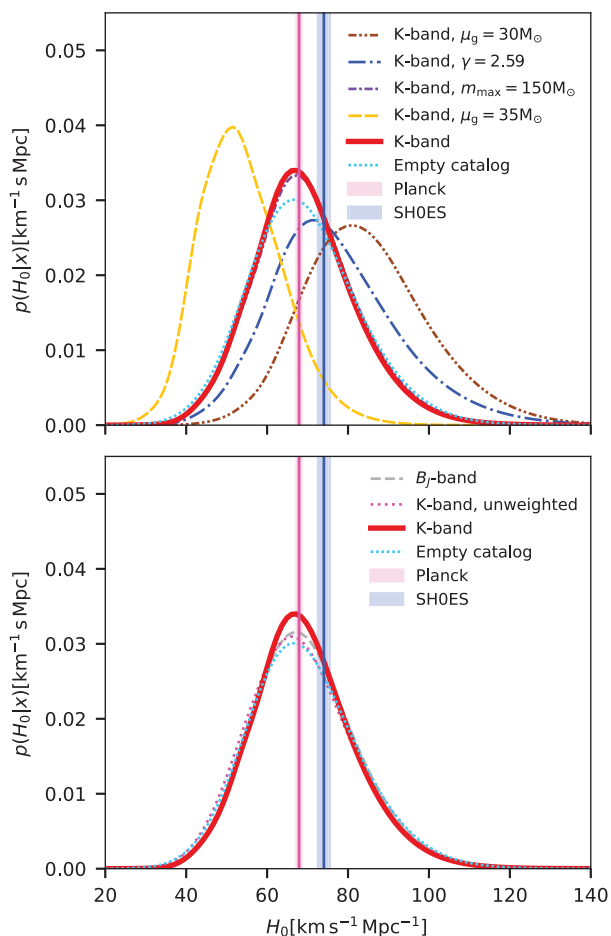 0.05
0.04
0.03
0.02
0.01
0.00
p(H₀|x)[km⁻¹ s Mpc]
K-band, μg = 30M⊙
K-band, γ = 2.59
K-band, mmax = 150M⊙
K-band, μg = 35M⊙
K-band
Empty catalog
Planck
SH0ES
0.05
0.04
0.03
0.02
0.01
0.00
p(H₀|x)[km⁻¹ s Mpc]
BJ-band
K-band, unweighted
K-band
Empty catalog
Planck
SH0ES
20 40 60 80 100 120 140
H₀[km s⁻¹ Mpc⁻¹]